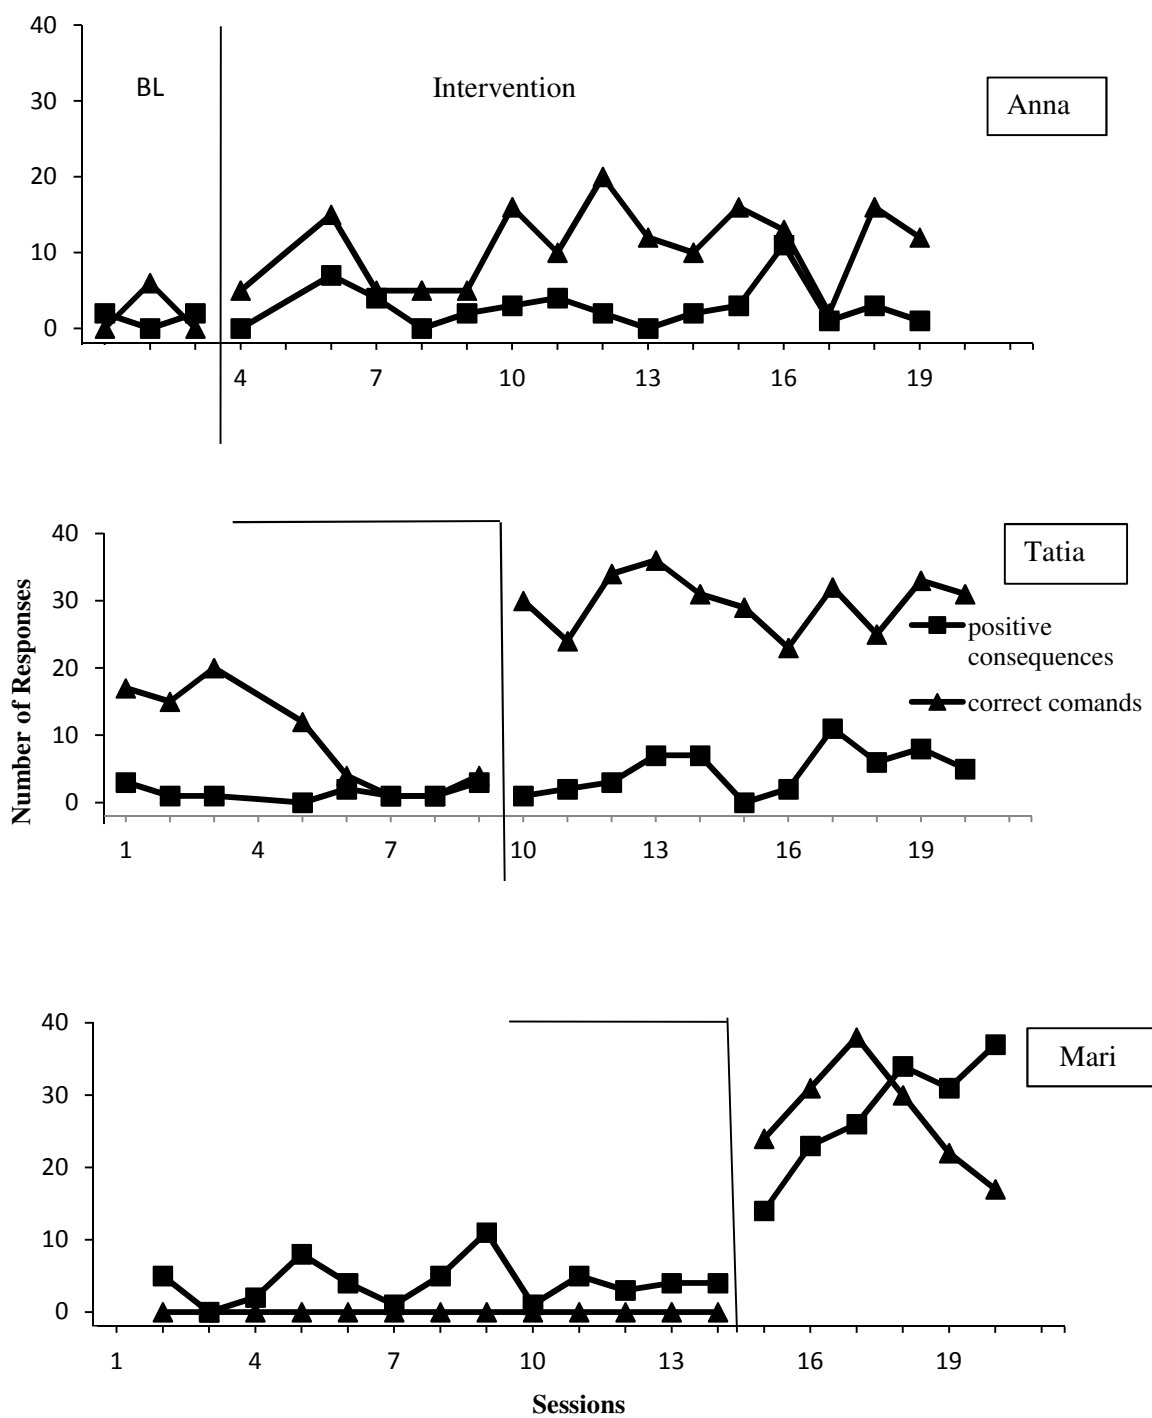 40
BL
Intervention
Anna
30
20
10
0
4 7 10 13 16 19
Number of Responses
40
Tatia
30
positive
consequences
20
correct comands
10
0
1 4 7 10 13 16 19
40
Mari
30
20
10
0
1 4 7 10 13 16 19
Sessions